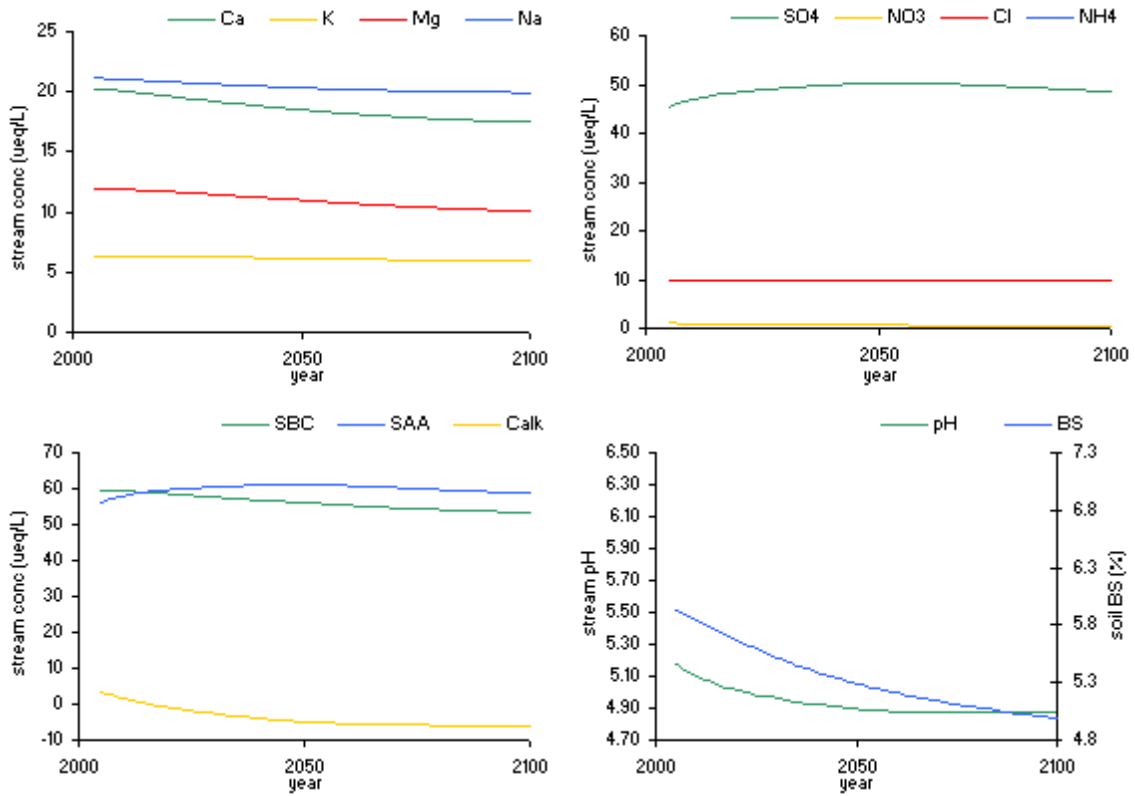 Ca K Mg Na
25
20
15
10
5
0
stream conc (ueq/L)
2000 2050 2100
year
SO4 NO3 Cl NH4
60
50
40
30
20
10
0
stream conc (ueq/L)
2000 2050 2100
year
SBC SAA Calk
70
60
50
40
30
20
10
0
-10
stream conc (ueq/L)
2000 2050 2100
year
pH BS
6.50
6.30
6.10
5.90
5.70
5.50
5.30
5.10
4.90
4.70
stream pH
7.3
6.8
6.3
5.8
5.3
4.8
soil BS (%)
2000 2050 2100
year